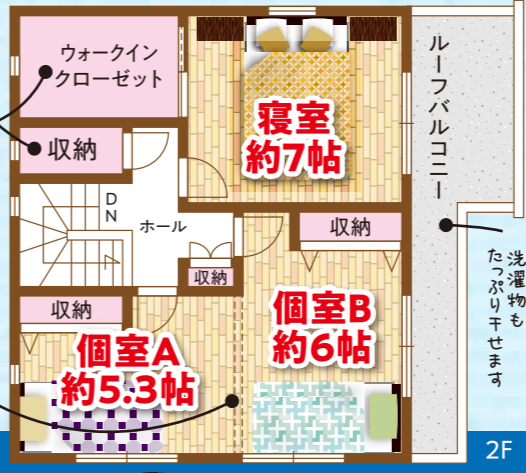 ウォークイン
クローゼット
収納
寝室
約7帖
ルーフバルコニー
DN
ホール
収納
収納
収納
個室A
約5.3帖
個室B
約6帖
洗濯物も
たっぷり干せます
2F